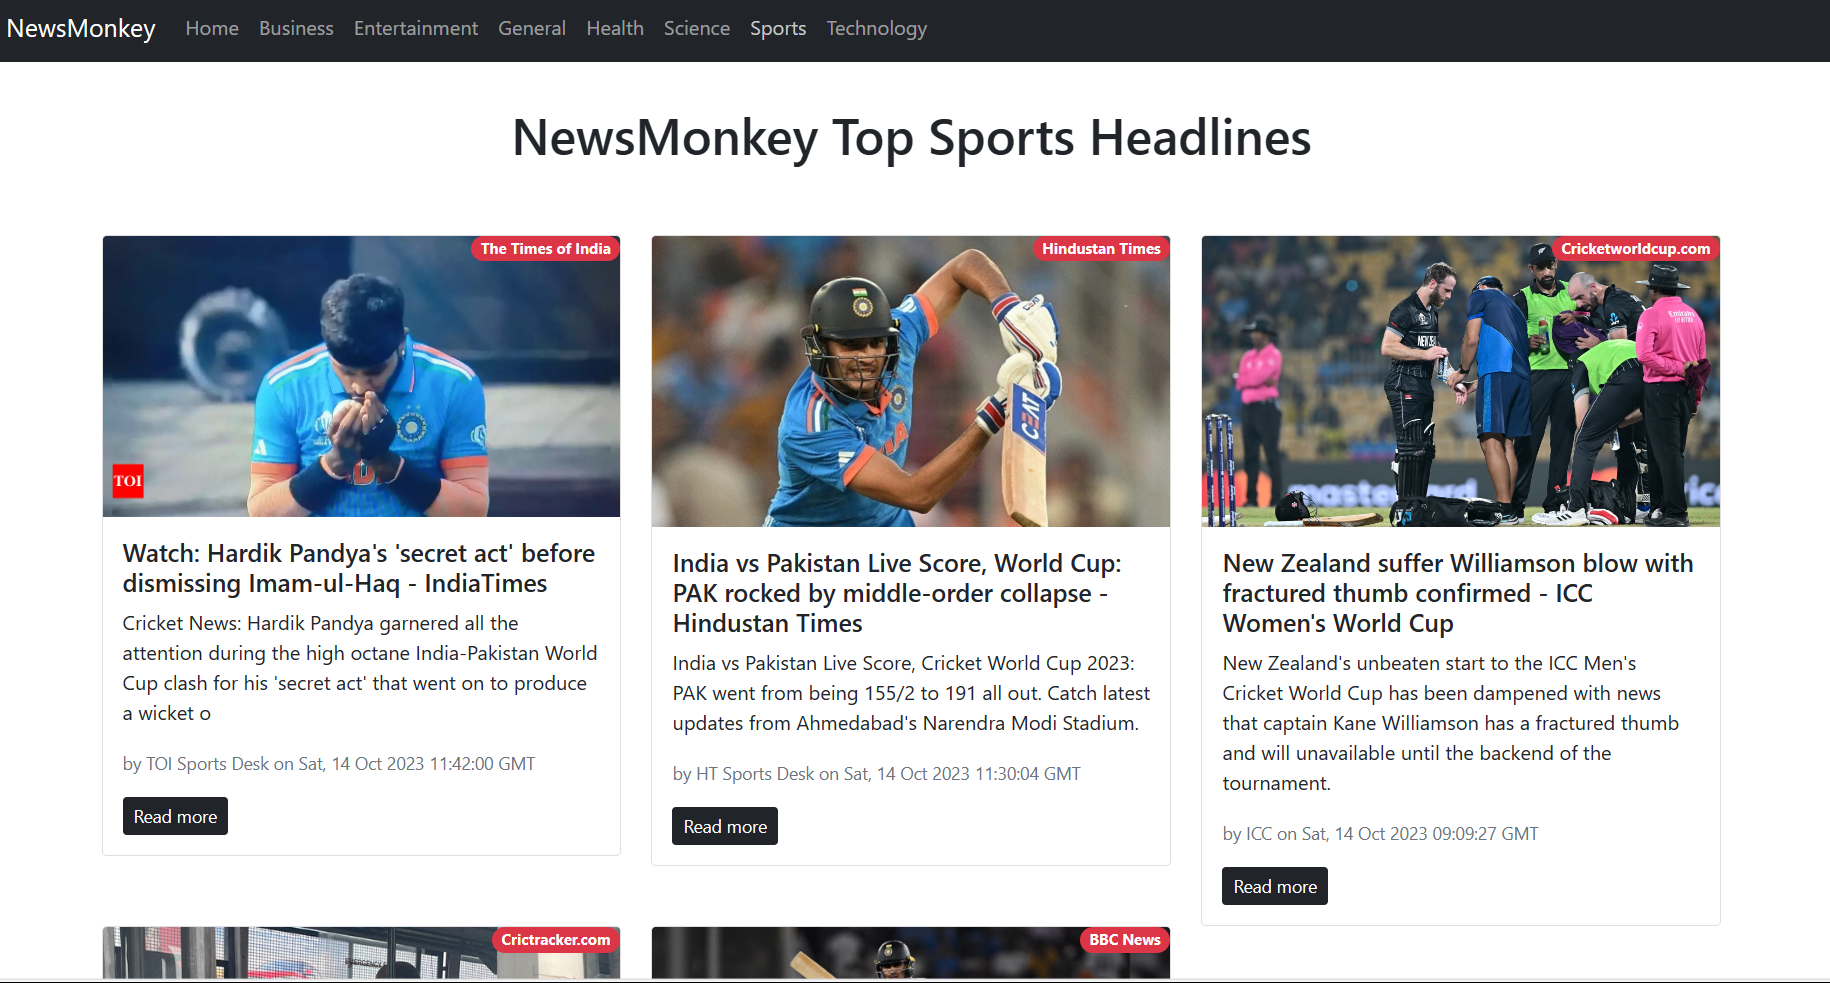 NewsMonkey Home Business Entertainment General Health Science Sports Technology
NewsMonkey Top Sports Headlines
The Times of India
TOI
Watch: Hardik Pandya's 'secret act' before
dismissing Imam-ul-Haq - IndiaTimes
Cricket News: Hardik Pandya garnered all the
attention during the high octane India-Pakistan World
Cup clash for his 'secret act' that went on to produce
a wicket o
by TOI Sports Desk on Sat, 14 Oct 2023 11:42:00 GMT
Read more
Hindustan Times
CEAT
India vs Pakistan Live Score, World Cup:
PAK rocked by middle-order collapse -
Hindustan Times
India vs Pakistan Live Score, Cricket World Cup 2023:
PAK went from being 155/2 to 191 all out. Catch latest
updates from Ahmedabad's Narendra Modi Stadium.
by HT Sports Desk on Sat, 14 Oct 2023 11:30:04 GMT
Read more
Cricketworldcup.com
Emirates
mastercard
New Zealand suffer Williamson blow with
fractured thumb confirmed - ICC
Women's World Cup
New Zealand's unbeaten start to the ICC Men's
Cricket World Cup has been dampened with news
that captain Kane Williamson has a fractured thumb
and will unavailable until the backend of the
tournament.
by ICC on Sat, 14 Oct 2023 09:09:27 GMT
Read more
Crictracker.com
BBC News